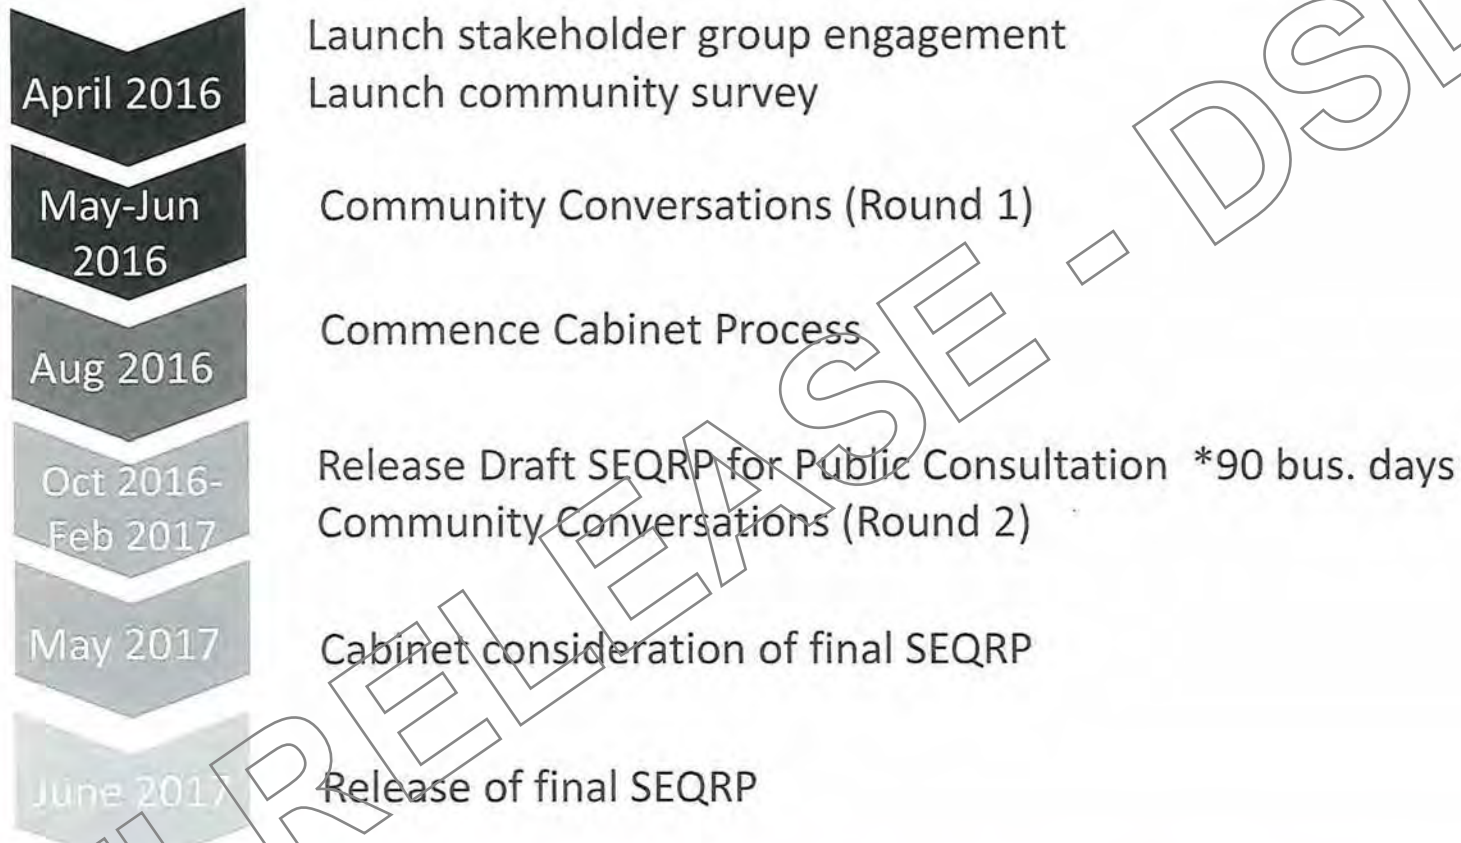 April 2016
Launch stakeholder group engagement
Launch community survey
May-Jun
2016
Community Conversations (Round 1)
Aug 2016
Commence Cabinet Process
Oct 2016-
Feb 2017
Release Draft SEQRP for Public Consultation *90 bus. days
Community Conversations (Round 2)
May 2017
Cabinet consideration of final SEQRP
June 2017
Release of final SEQRP
RELEASE -